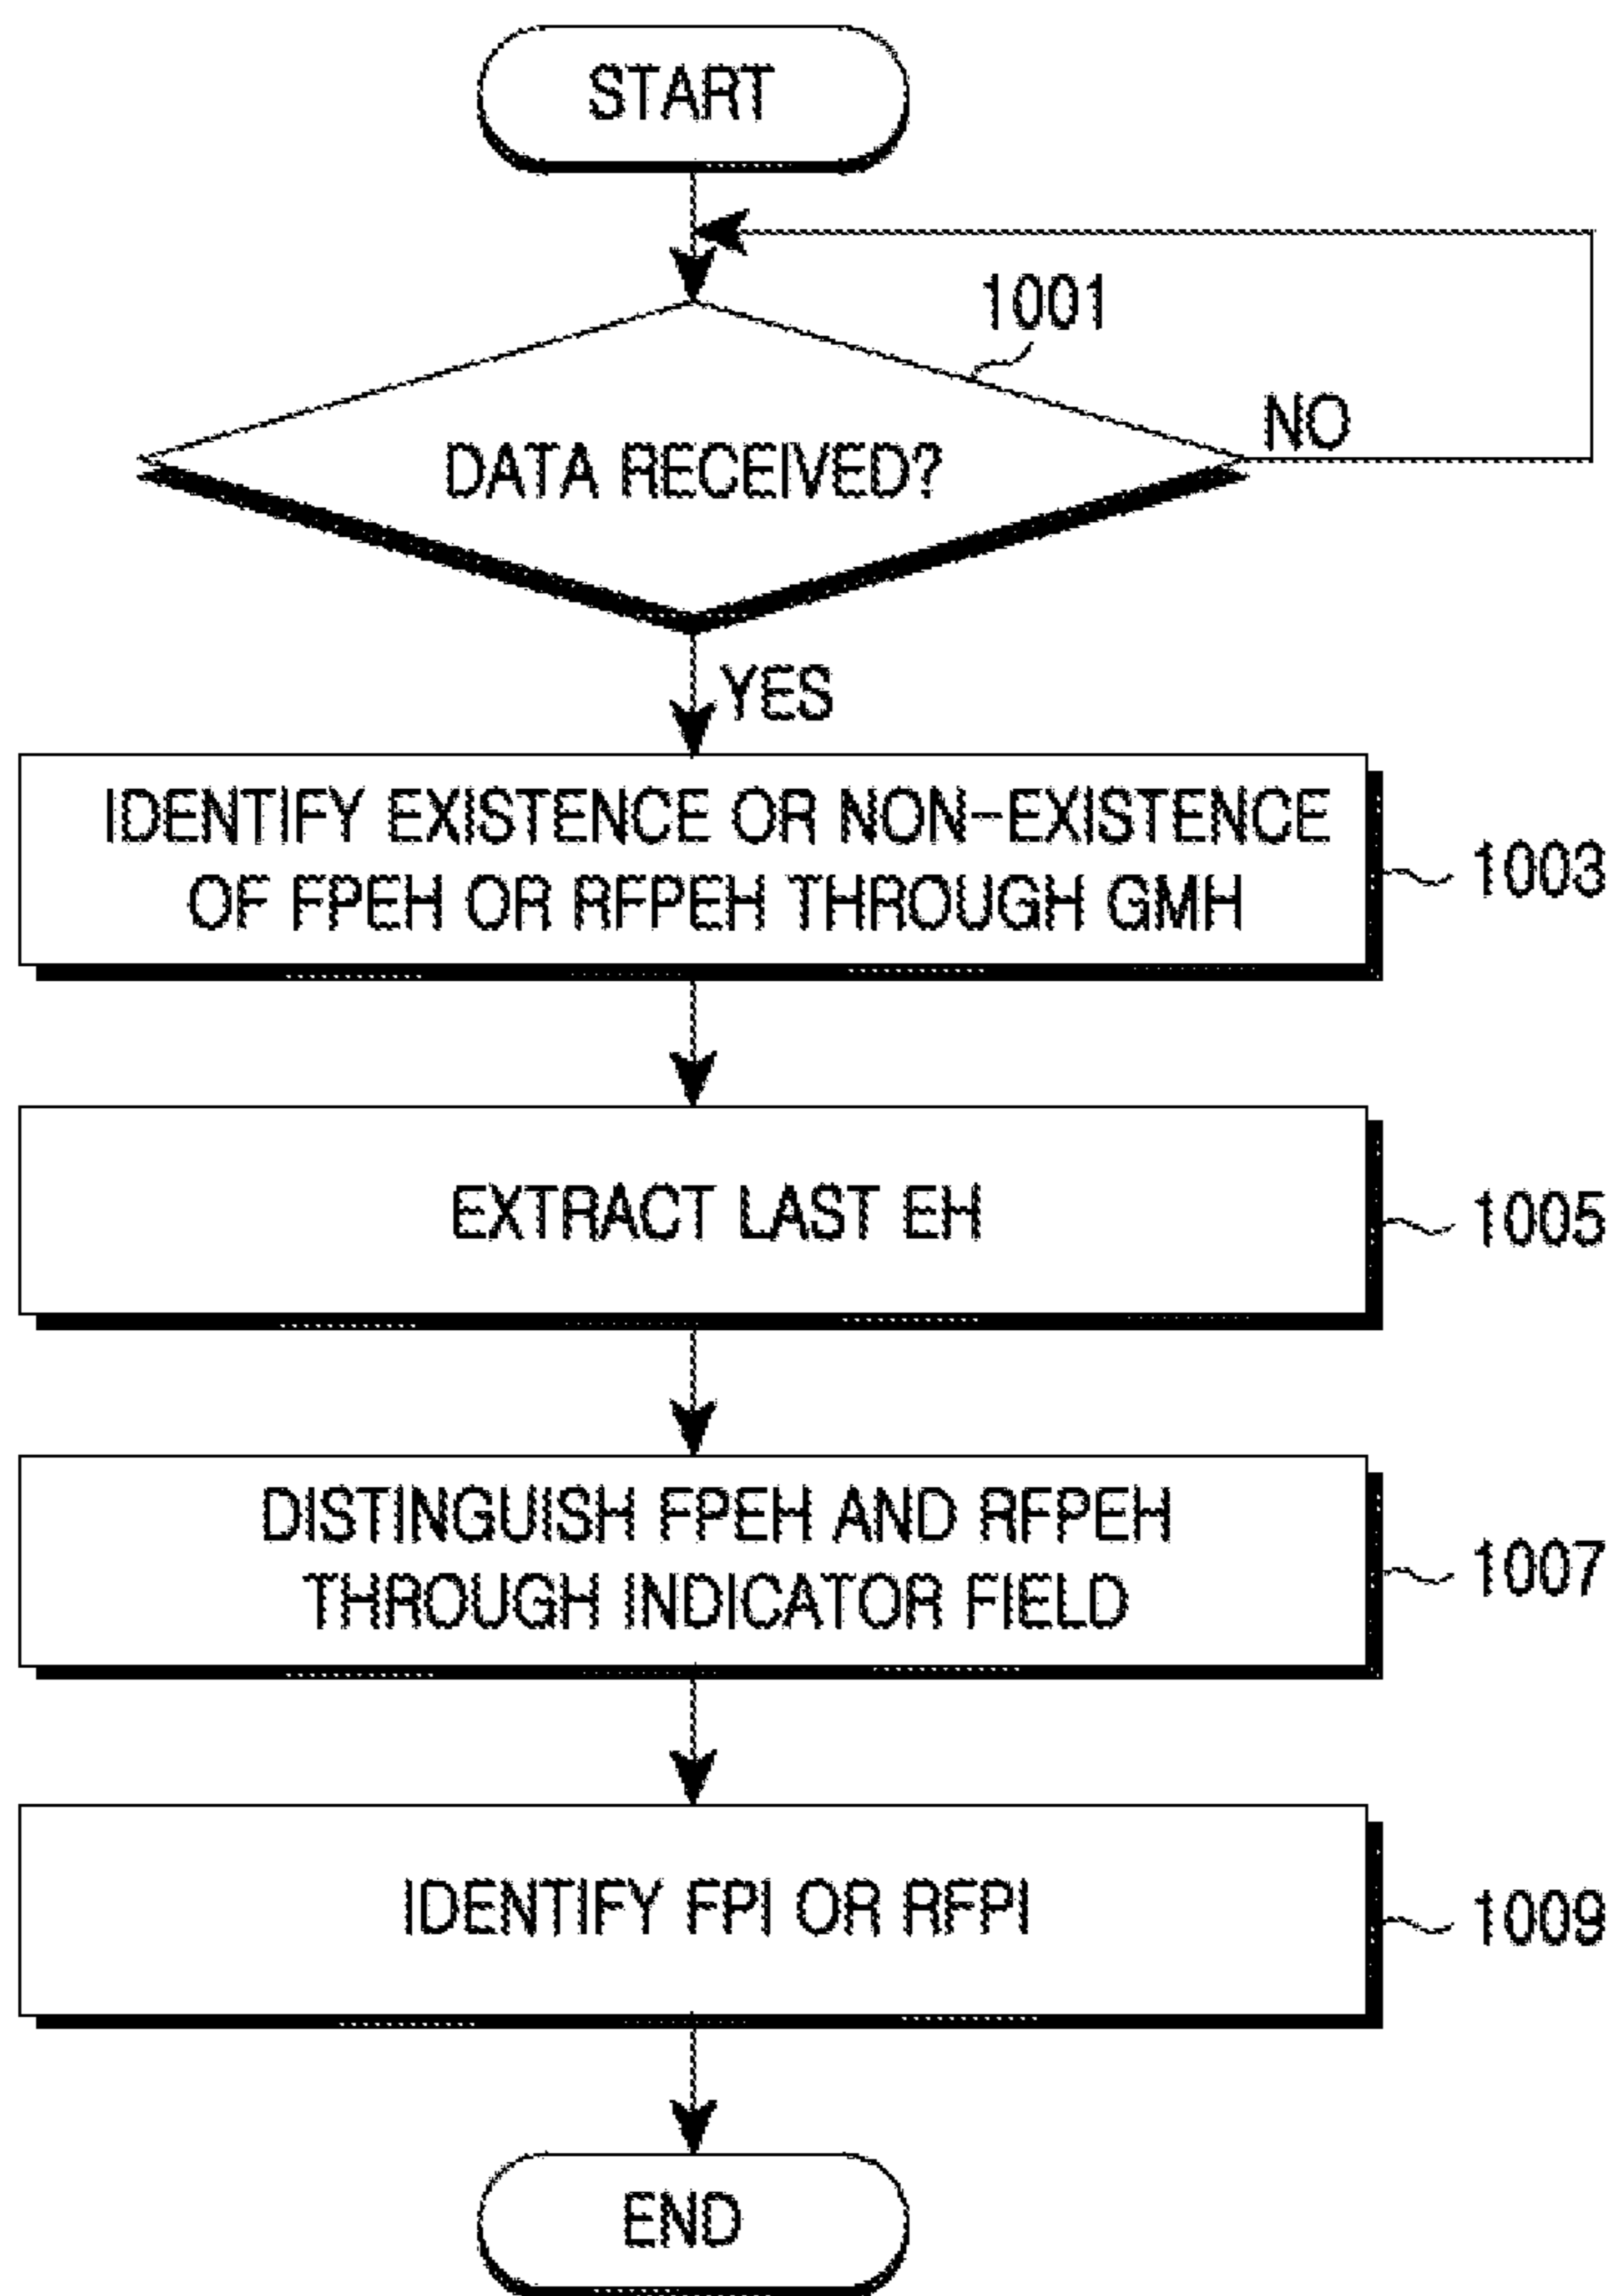 START
1001
NO
DATA RECEIVED?
YES
IDENTIFY EXISTENCE OR NON-EXISTENCE
OF FPEH OR RFPEH THROUGH GMH
1003
EXTRACT LAST EH
1005
DISTINGUISH FPEH AND RFPEH
THROUGH INDICATOR FIELD
1007
IDENTIFY FPI OR RFPI
1009
END